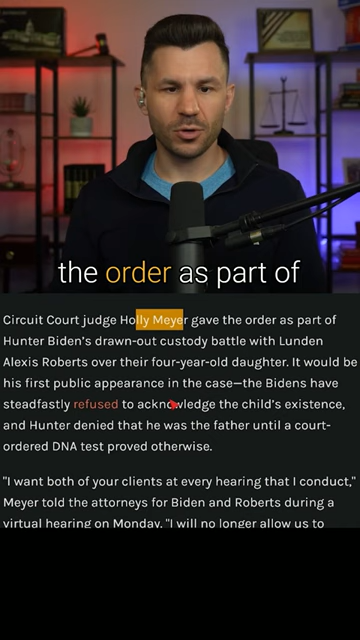 the order as part of
Circuit Court judge Holly Meyer gave the order as part of
Hunter Biden's drawn-out custody battle with Lunden
Alexis Roberts over their four-year-old daughter. It would be
his first public appearance in the case—the Bidens have
steadfastly refused to acknowledge the child's existence,
and Hunter denied that he was the father until a court-
ordered DNA test proved otherwise.
"I want both of your clients at every hearing that I conduct,"
Meyer told the attorneys for Biden and Roberts during a
virtual hearing on Monday. "I will no longer allow us to